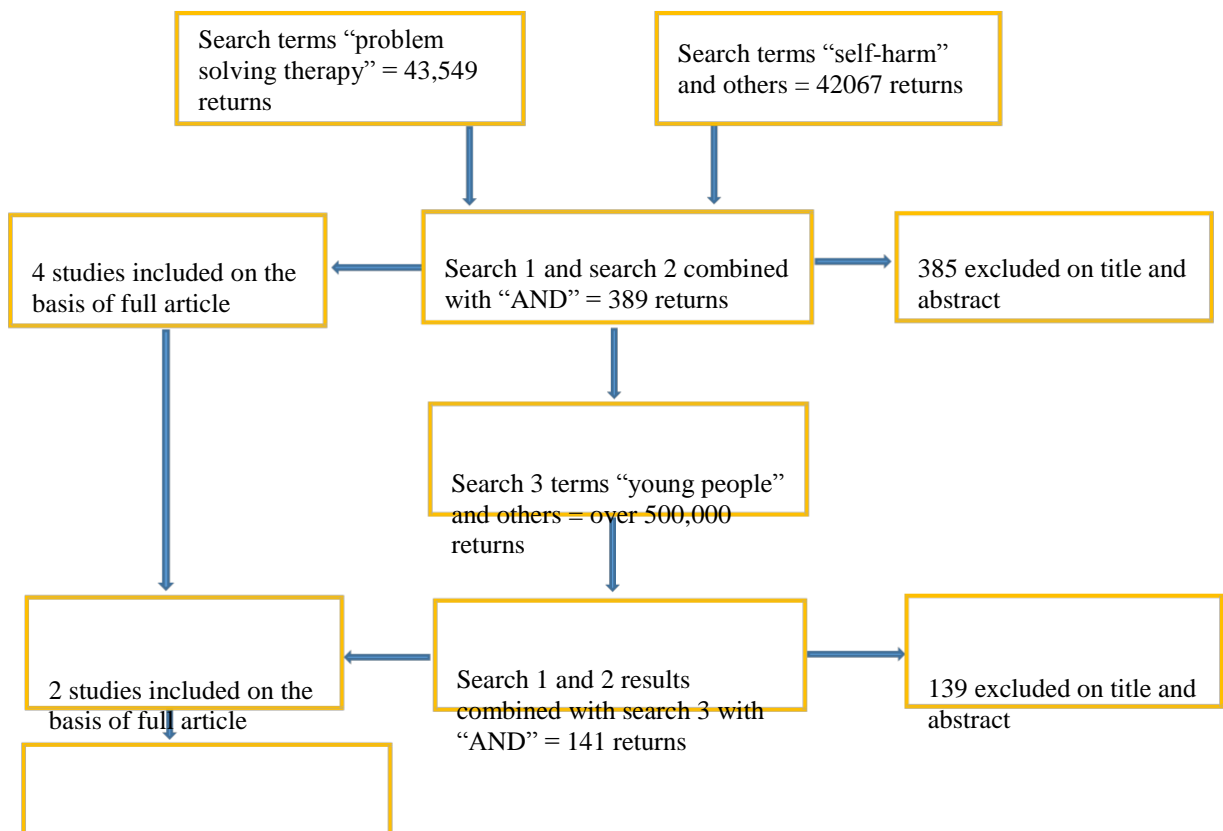 Search terms “problem
solving therapy” = 43,549
returns
Search terms “self-harm”
and others = 42067 returns
4 studies included on the
basis of full article
Search 1 and search 2 combined
with “AND” = 389 returns
385 excluded on title and
abstract
Search 3 terms “young people”
and others = over 500,000
returns
2 studies included on the
basis of full article
Search 1 and 2 results
combined with search 3 with
“AND” = 141 returns
139 excluded on title and
abstract